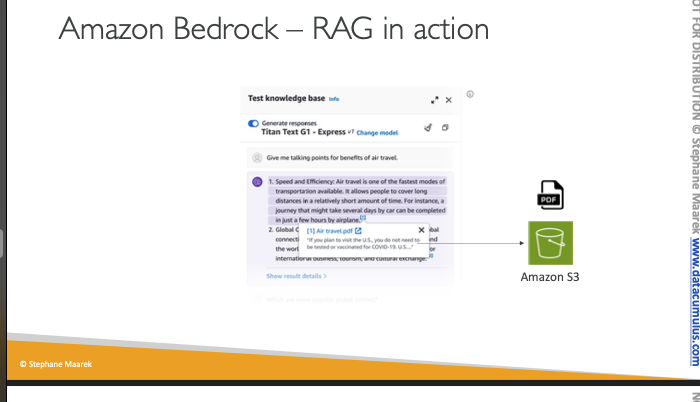 Amazon Bedrock – RAG in action
Test knowledge base Info
Generate responses
Titan Text G1 - Express v1 Change model
Give me talking points for benefits of air travel.
1. Speed and Efficiency: Air travel is one of the fastest modes of
transportation available. It allows people to cover long
distances in a relatively short amount of time. For instance, a
journey that might take several days by car can be completed
in just a few hours by airplane. [1]
2. Global C
bal
connecti
nd
the worl
or
international business, tourism, and cultural exchange.
[1] Air travel.pdf
"If you plan to visit the U.S., you do not need to
be tested or vaccinated for COVID-19. U.S..."
Show result details >
PDF
Amazon S3
© Stephane Maarek
OT FOR DISTRIBUTION © Stephane Maarek www.datacumulus.com